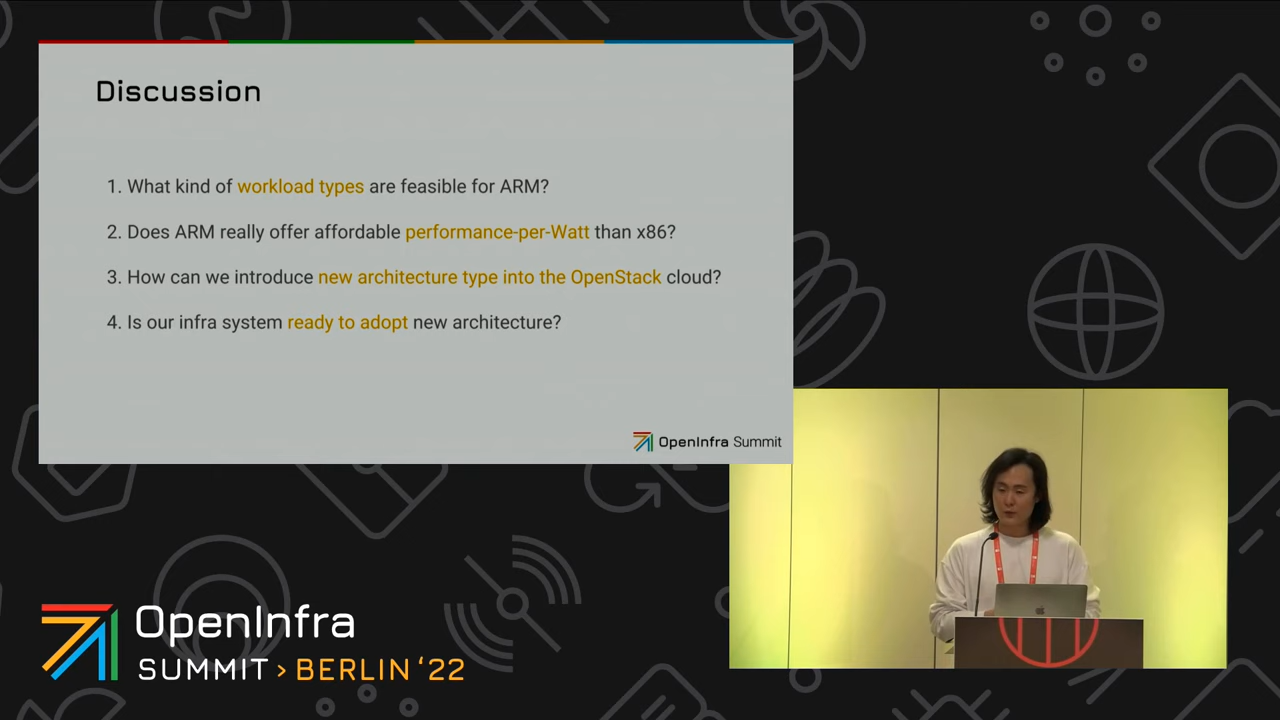 Discussion
1. What kind of workload types are feasible for ARM?
2. Does ARM really offer affordable performance-per-Watt than x86?
3. How can we introduce new architecture type into the OpenStack cloud?
4. Is our infra system ready to adopt new architecture?
OpenInfra Summit
OpenInfra
SUMMIT > BERLIN ‘22